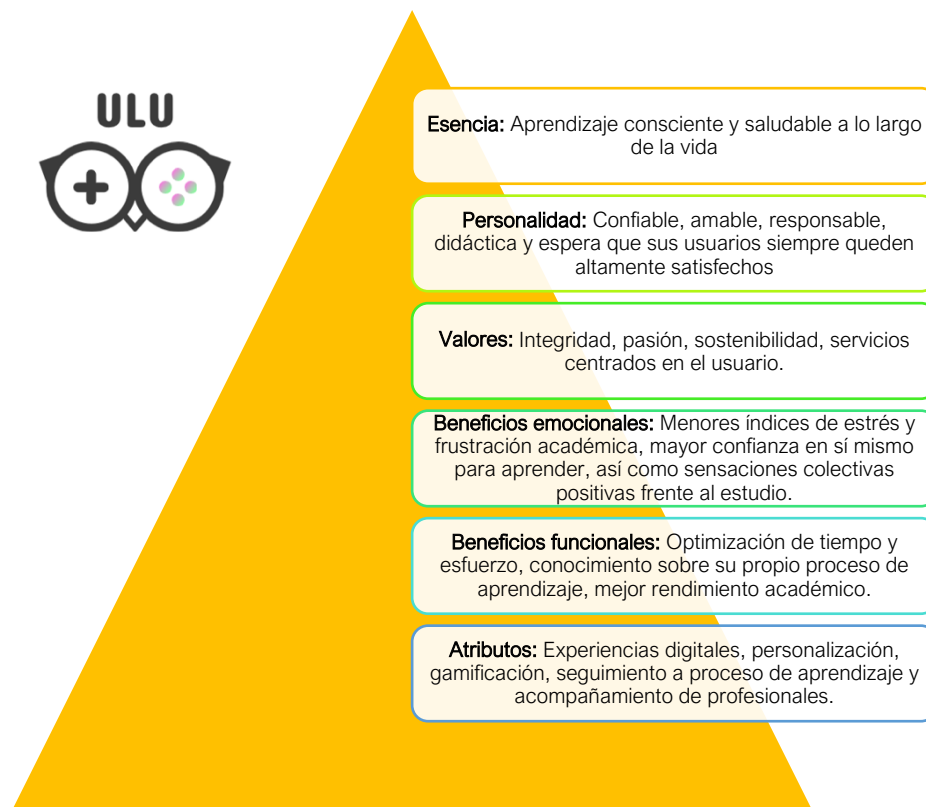 ULU
Esencia: Aprendizaje consciente y saludable a lo largo
de la vida
Personalidad: Confiable, amable, responsable,
didáctica y espera que sus usuarios siempre queden
altamente satisfechos
Valores: Integridad, pasión, sostenibilidad, servicios
centrados en el usuario.
Beneficios emocionales: Menores índices de estrés y
frustración académica, mayor confianza en sí mismo
para aprender, así como sensaciones colectivas
positivas frente al estudio.
Beneficios funcionales: Optimización de tiempo y
esfuerzo, conocimiento sobre su propio proceso de
aprendizaje, mejor rendimiento académico.
Atributos: Experiencias digitales, personalización,
gamificación, seguimiento a proceso de aprendizaje y
acompañamiento de profesionales.